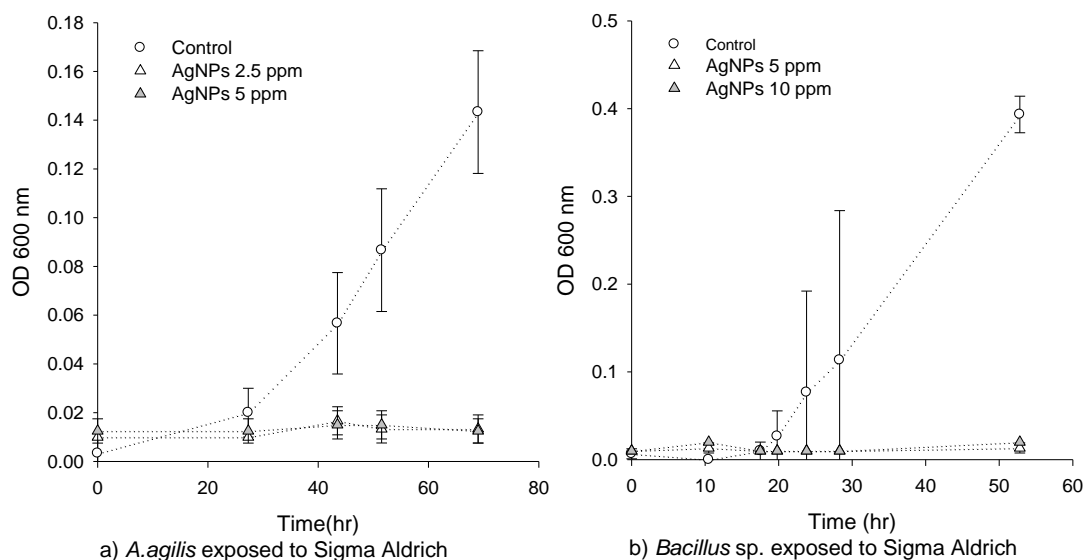 0.18
0.16
0.14
0.12
0.10
0.08
0.06
0.04
0.02
0.00
OD 600 nm
Control
AgNPs 2.5 ppm
AgNPs 5 ppm
0 20 40 60 80
Time(hr)
a) A.agilis exposed to Sigma Aldrich
0.5
0.4
0.3
0.2
0.1
0.0
OD 600 nm
Control
AgNPs 5 ppm
AgNPs 10 ppm
0 10 20 30 40 50 60
Time (hr)
b) Bacillus sp. exposed to Sigma Aldrich